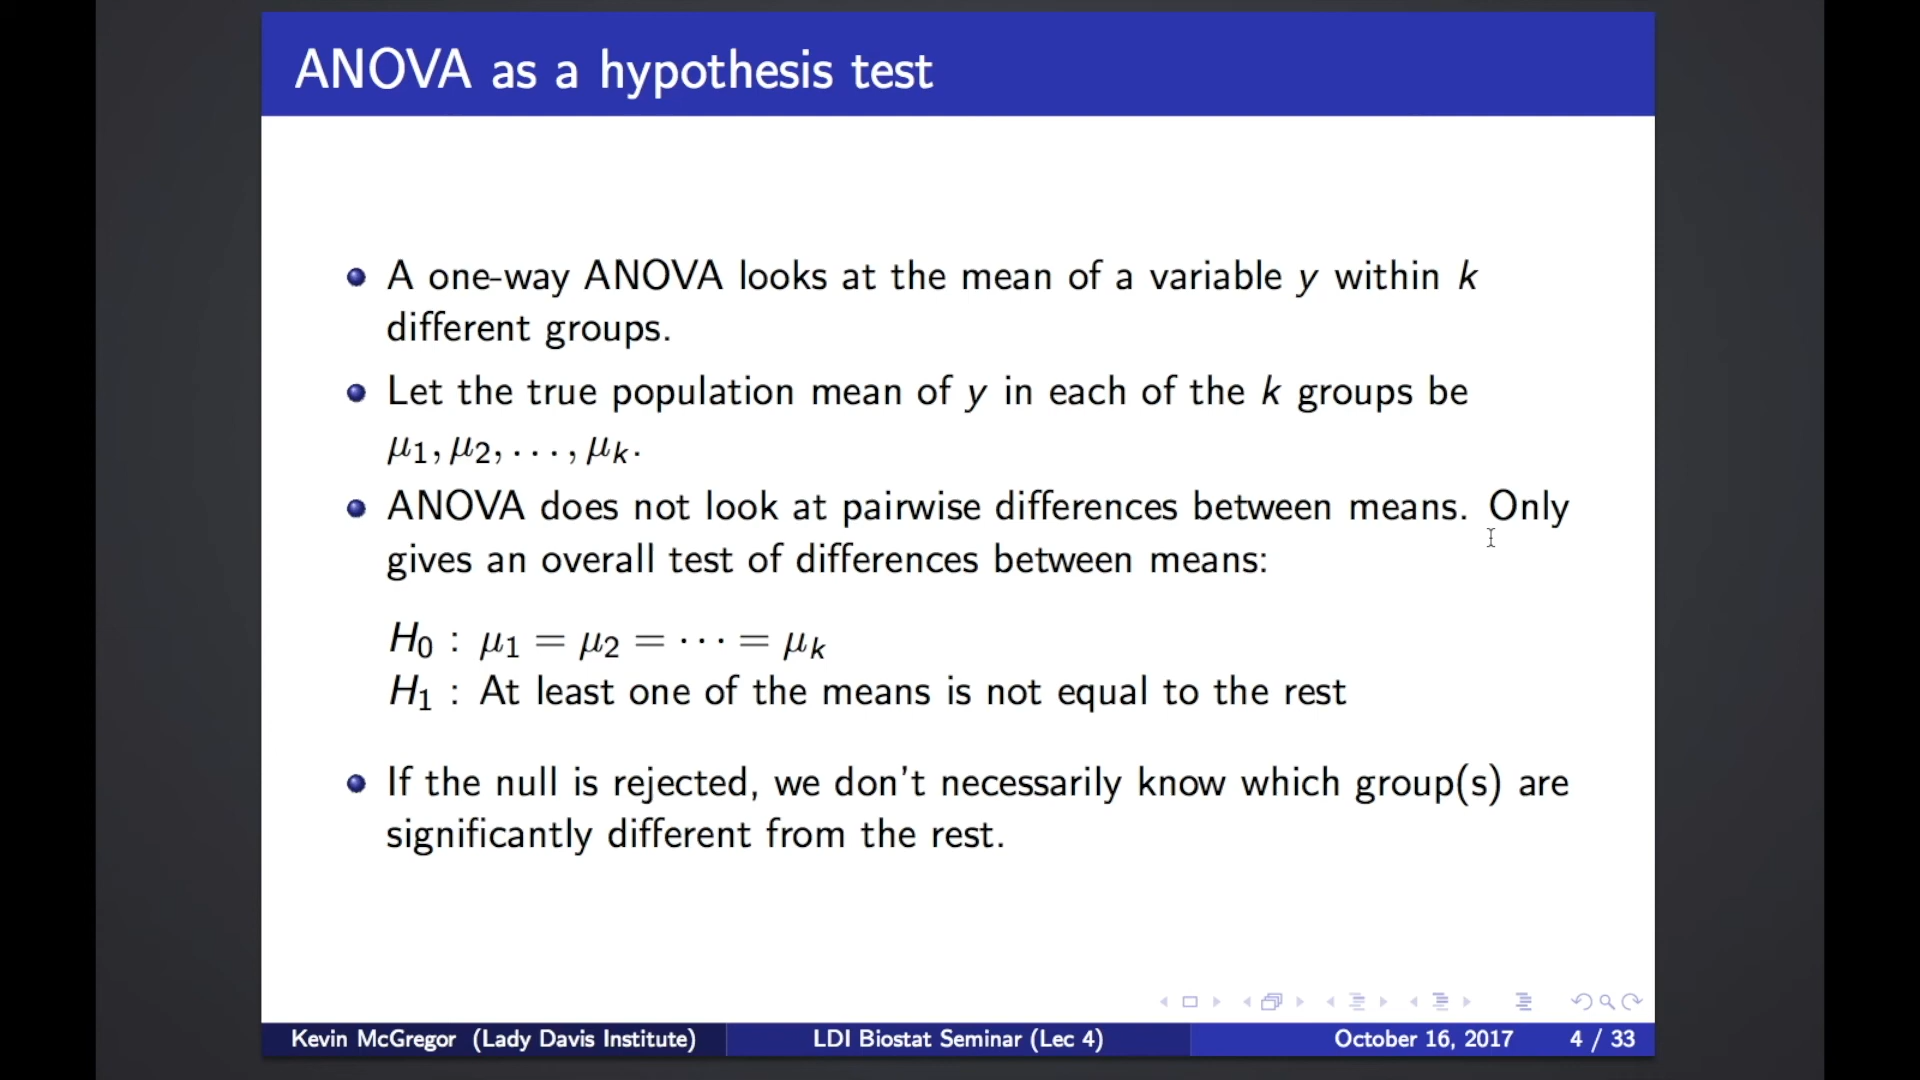 ANOVA as a hypothesis test
A one-way ANOVA looks at the mean of a variable y within k
different groups.
Let the true population mean of y in each of the k groups be
μ₁, μ₂, . . . , μₖ.
ANOVA does not look at pairwise differences between means. Only
gives an overall test of differences between means:
H₀ : μ₁ = μ₂ = · · · = μₖ
H₁ : At least one of the means is not equal to the rest
If the null is rejected, we don't necessarily know which group(s) are
significantly different from the rest.
Kevin McGregor (Lady Davis Institute) LDI Biostat Seminar (Lec 4) October 16, 2017 4 / 33